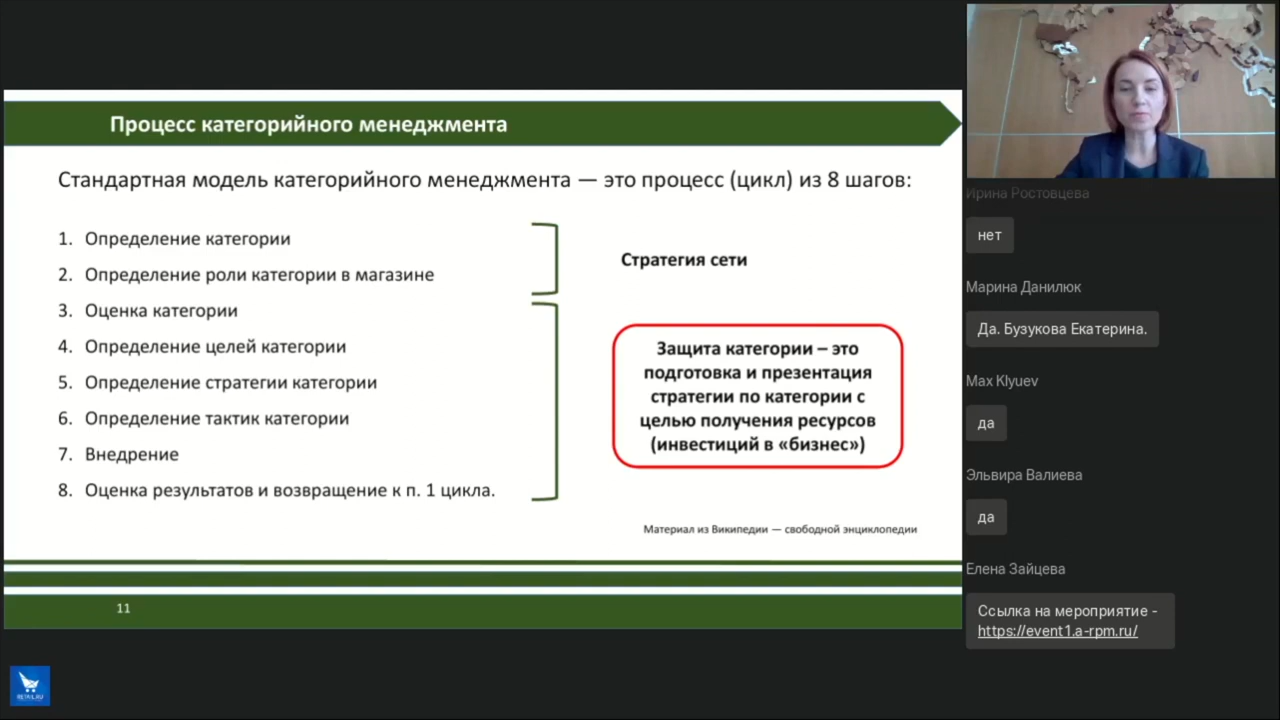 Процесс категорийного менеджмента
Стандартная модель категорийного менеджмента — это процесс (цикл) из 8 шагов:
1. Определение категории
2. Определение роли категории в магазине
3. Оценка категории
4. Определение целей категории
5. Определение стратегии категории
6. Определение тактик категории
7. Внедрение
8. Оценка результатов и возвращение к п. 1 цикла.
Стратегия сети
Защита категории – это
подготовка и презентация
стратегии по категории с
целью получения ресурсов
(инвестиций в «бизнес»)
Материал из Википедии — свободной энциклопедии
11
RETAIL.RU
Ирина Ростовцева
нет
Марина Данилюк
Да. Бузукова Екатерина.
Max Klyuev
да
Эльвира Валиева
да
Елена Зайцева
Ссылка на мероприятие -
https://event1.a-rpm.ru/